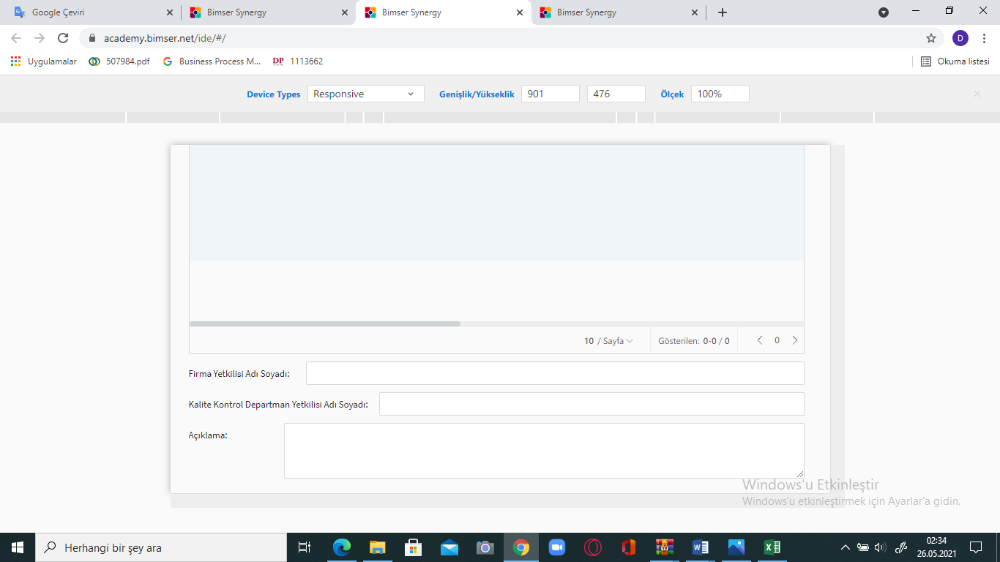 Google Çeviri
Bimser Synergy
Bimser Synergy
Bimser Synergy
academy.bimser.net/ide/#/
D
Uygulamalar
507984.pdf
Business Process M...
DP 1113662
Okuma listesi
Device Types
Responsive
Genişlik/Yükseklik
901
476
Ölçek
100%
10 / Sayfa
Gösterilen: 0-0 / 0
0
Firma Yetkilisi Adı Soyadı:
Kalite Kontrol Departman Yetkilisi Adı Soyadı:
Açıklama:
Windows'u Etkinleştir
Windows'u etkinleştirmek için Ayarlar'a gidin.
Herhangi bir şey ara
02:34
26.05.2021